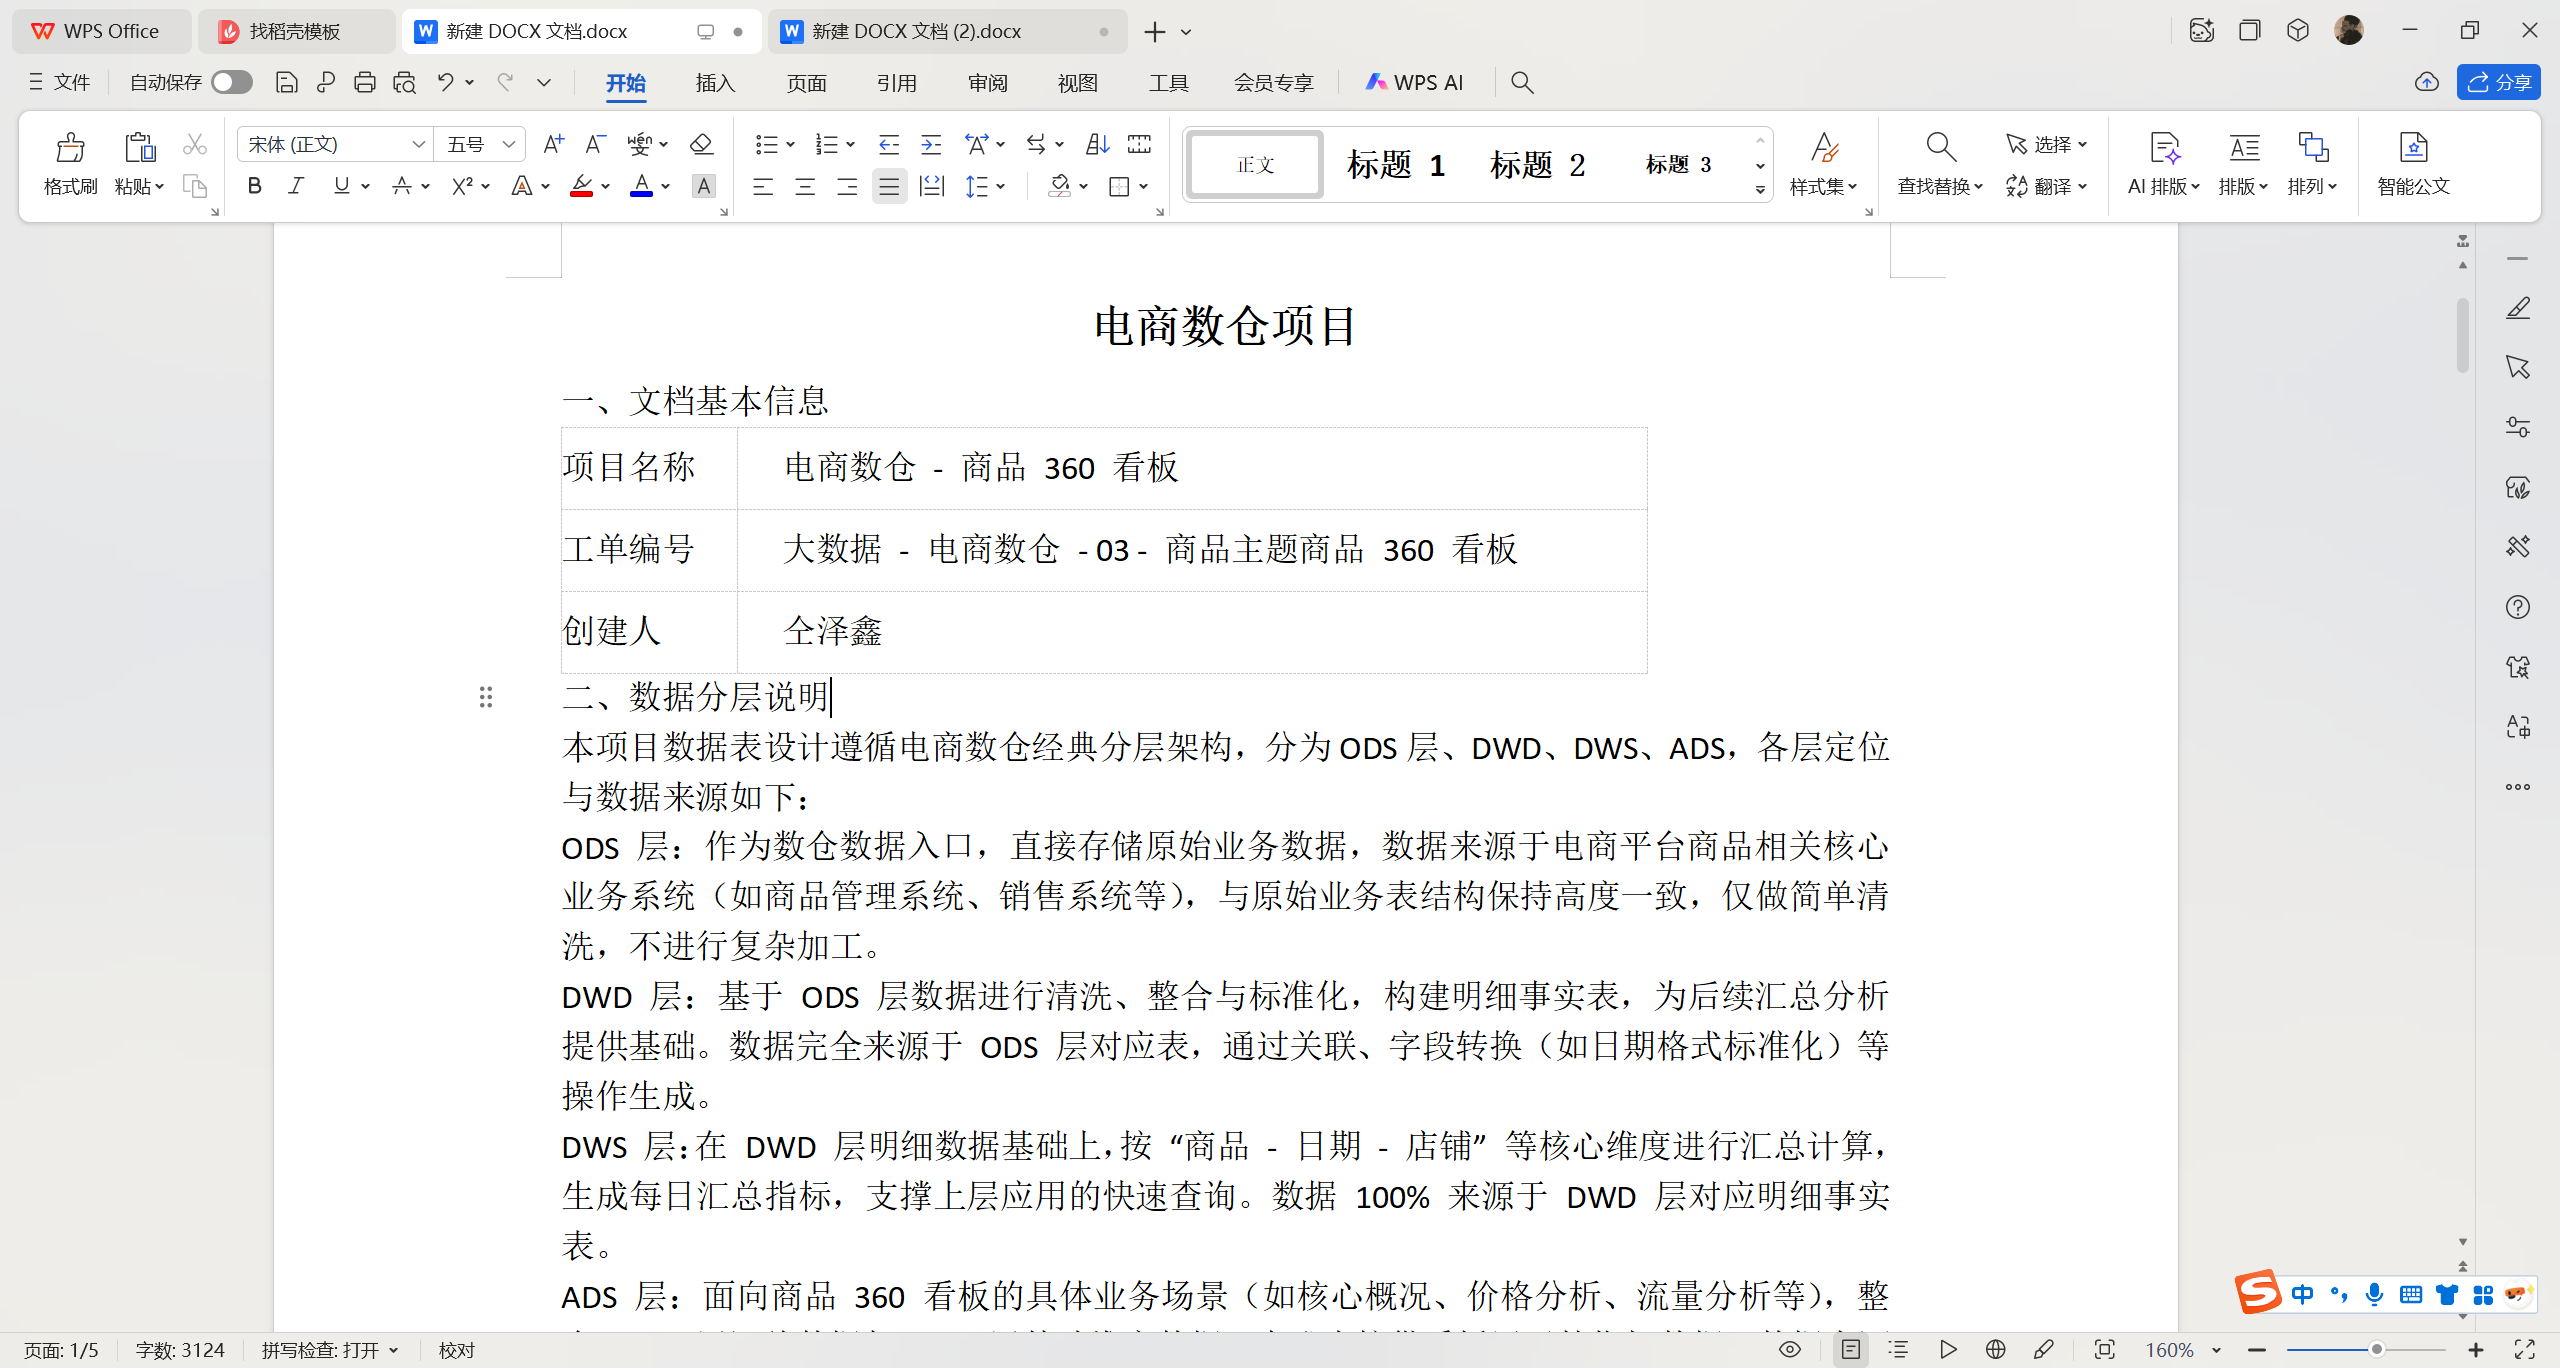 WPS Office 找稻壳模板 新建 DOCX 文档.docx 新建 DOCX 文档 (2).docx
文件 自动保存 开始 插入 页面 引用 审阅 视图 工具 会员专享 WPS AI 分享
宋体 (正文) 五号 wén 变 正文 标题 1 标题 2 标题 3 选择
格式刷 粘贴 B I U A X² A A A 样式集 查找替换 翻译 AI 排版 排版 排列 智能公文
电商数仓项目
一、文档基本信息
项目名称 电商数仓 - 商品 360 看板
工单编号 大数据 - 电商数仓 - 03 - 商品主题商品 360 看板
创建人 仝泽鑫
二、数据分层说明
本项目数据表设计遵循电商数仓经典分层架构，分为 ODS 层、DWD、DWS、ADS，各层定位
与数据来源如下：
ODS 层：作为数仓数据入口，直接存储原始业务数据，数据来源于电商平台商品相关核心
业务系统（如商品管理系统、销售系统等），与原始业务表结构保持高度一致，仅做简单清
洗，不进行复杂加工。
DWD 层：基于 ODS 层数据进行清洗、整合与标准化，构建明细事实表，为后续汇总分析
提供基础。数据完全来源于 ODS 层对应表，通过关联、字段转换（如日期格式标准化）等
操作生成。
DWS 层：在 DWD 层明细数据基础上，按 “商品 - 日期 - 店铺” 等核心维度进行汇总计算，
生成每日汇总指标，支撑上层应用的快速查询。数据 100% 来源于 DWD 层对应明细事实
表。
ADS 层：面向商品 360 看板的具体业务场景（如核心概况、价格分析、流量分析等），整
中
页面: 1/5 字数: 3124 拼写检查: 打开 校对 160%